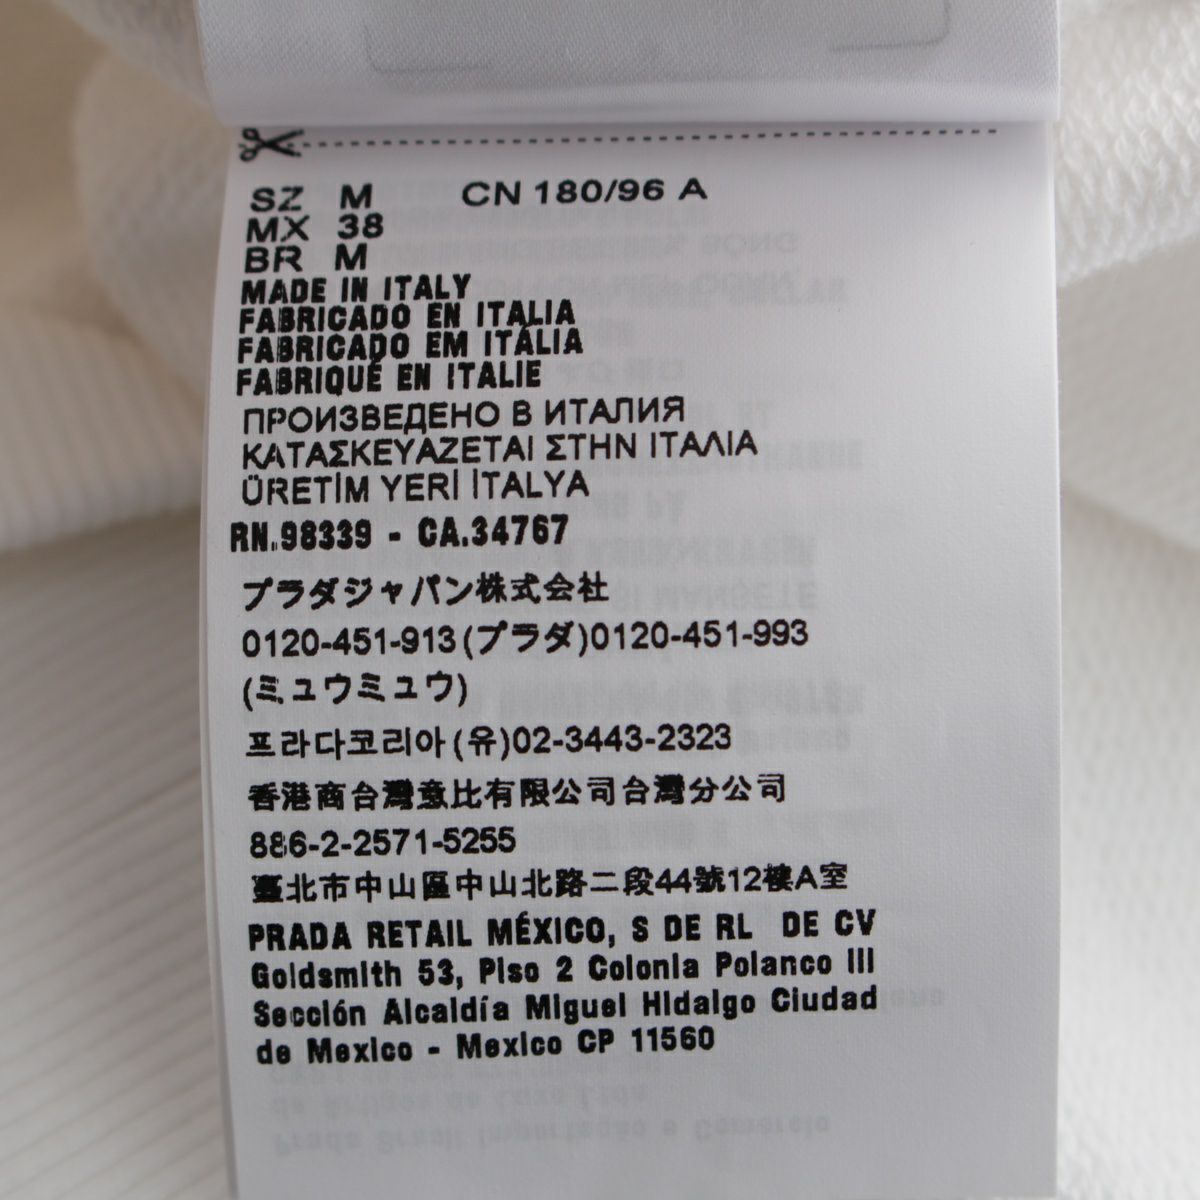 SZ M CN 180/96 A
MX 38
BR M
MADE IN ITALY
FABRICADO EN ITALIA
FABRICADO EM ITÁLIA
FABRIQUÉ EN ITALIE
ПРОИЗВЕДЕНО В ИТАЛИЯ
ΚΑΤΑΣΚΕΥΑΖΕΤΑΙ ΣΤΗΝ ΙΤΑΛΙΑ
ÜRETİM YERİ İTALYA
RN.98339 - CA.34767
プラダジャパン株式会社
0120-451-913(プラダ)0120-451-993
(ミュウミュウ)
프라다코리아(유)02-3443-2323
香港商台灣意比有限公司台灣分公司
886-2-2571-5255
臺北市中山區中山北路二段44號12樓A室
PRADA RETAIL MÉXICO, S DE RL DE CV
Goldsmith 53, Piso 2 Colonia Polanco III
Sección Alcaldía Miguel Hidalgo Ciudad
de Mexico - Mexico CP 11560